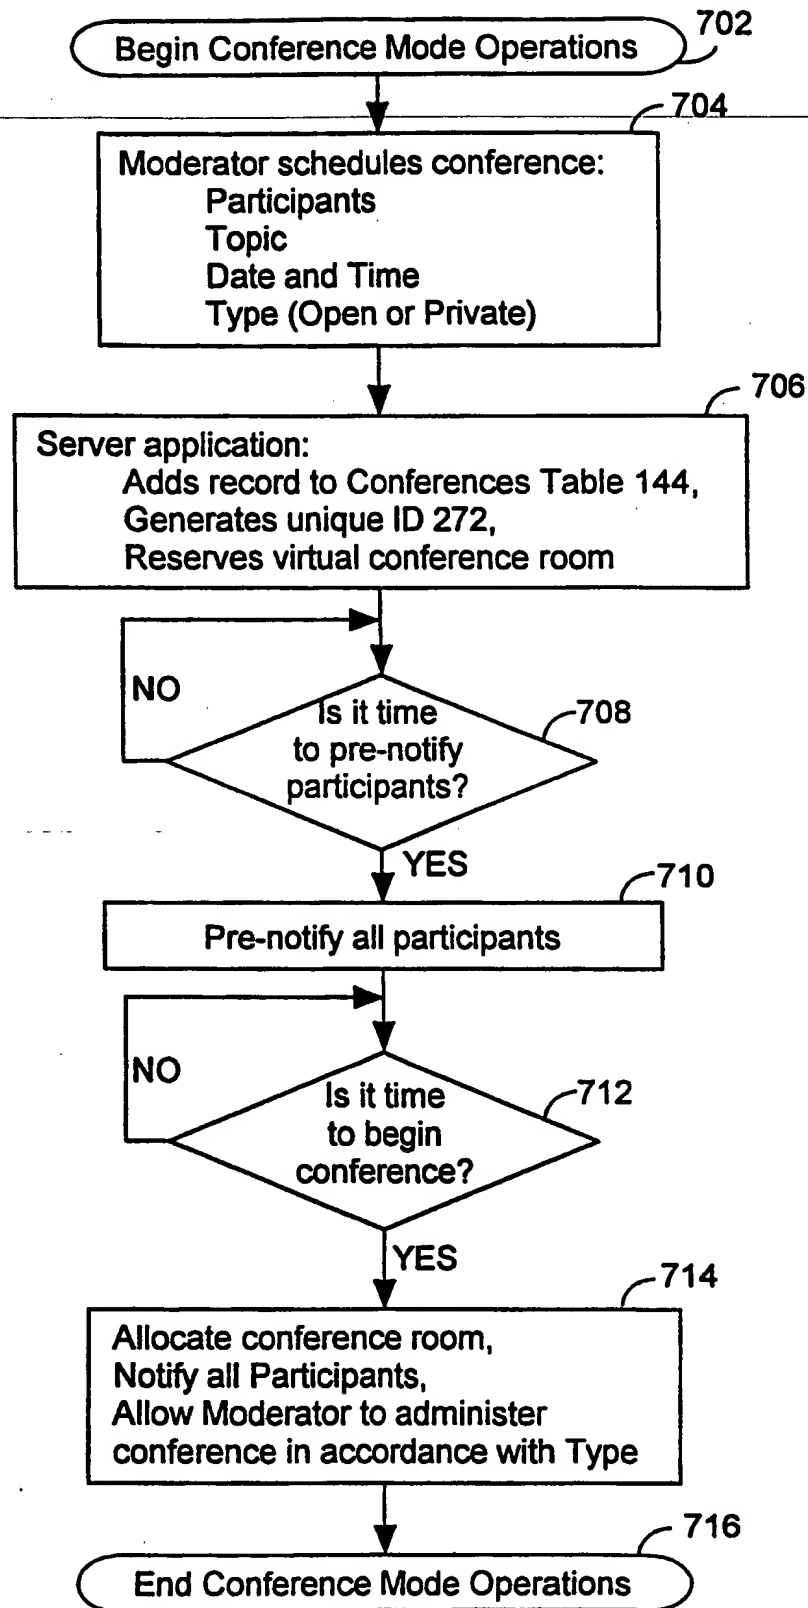 702
Begin Conference Mode Operations
704
Moderator schedules conference:
Participants
Topic
Date and Time
Type (Open or Private)
706
Server application:
Adds record to Conferences Table 144,
Generates unique ID 272,
Reserves virtual conference room
NO
708
Is it time
to pre-notify
participants?
YES
710
Pre-notify all participants
NO
712
Is it time
to begin
conference?
YES
714
Allocate conference room,
Notify all Participants,
Allow Moderator to administer
conference in accordance with Type
716
End Conference Mode Operations